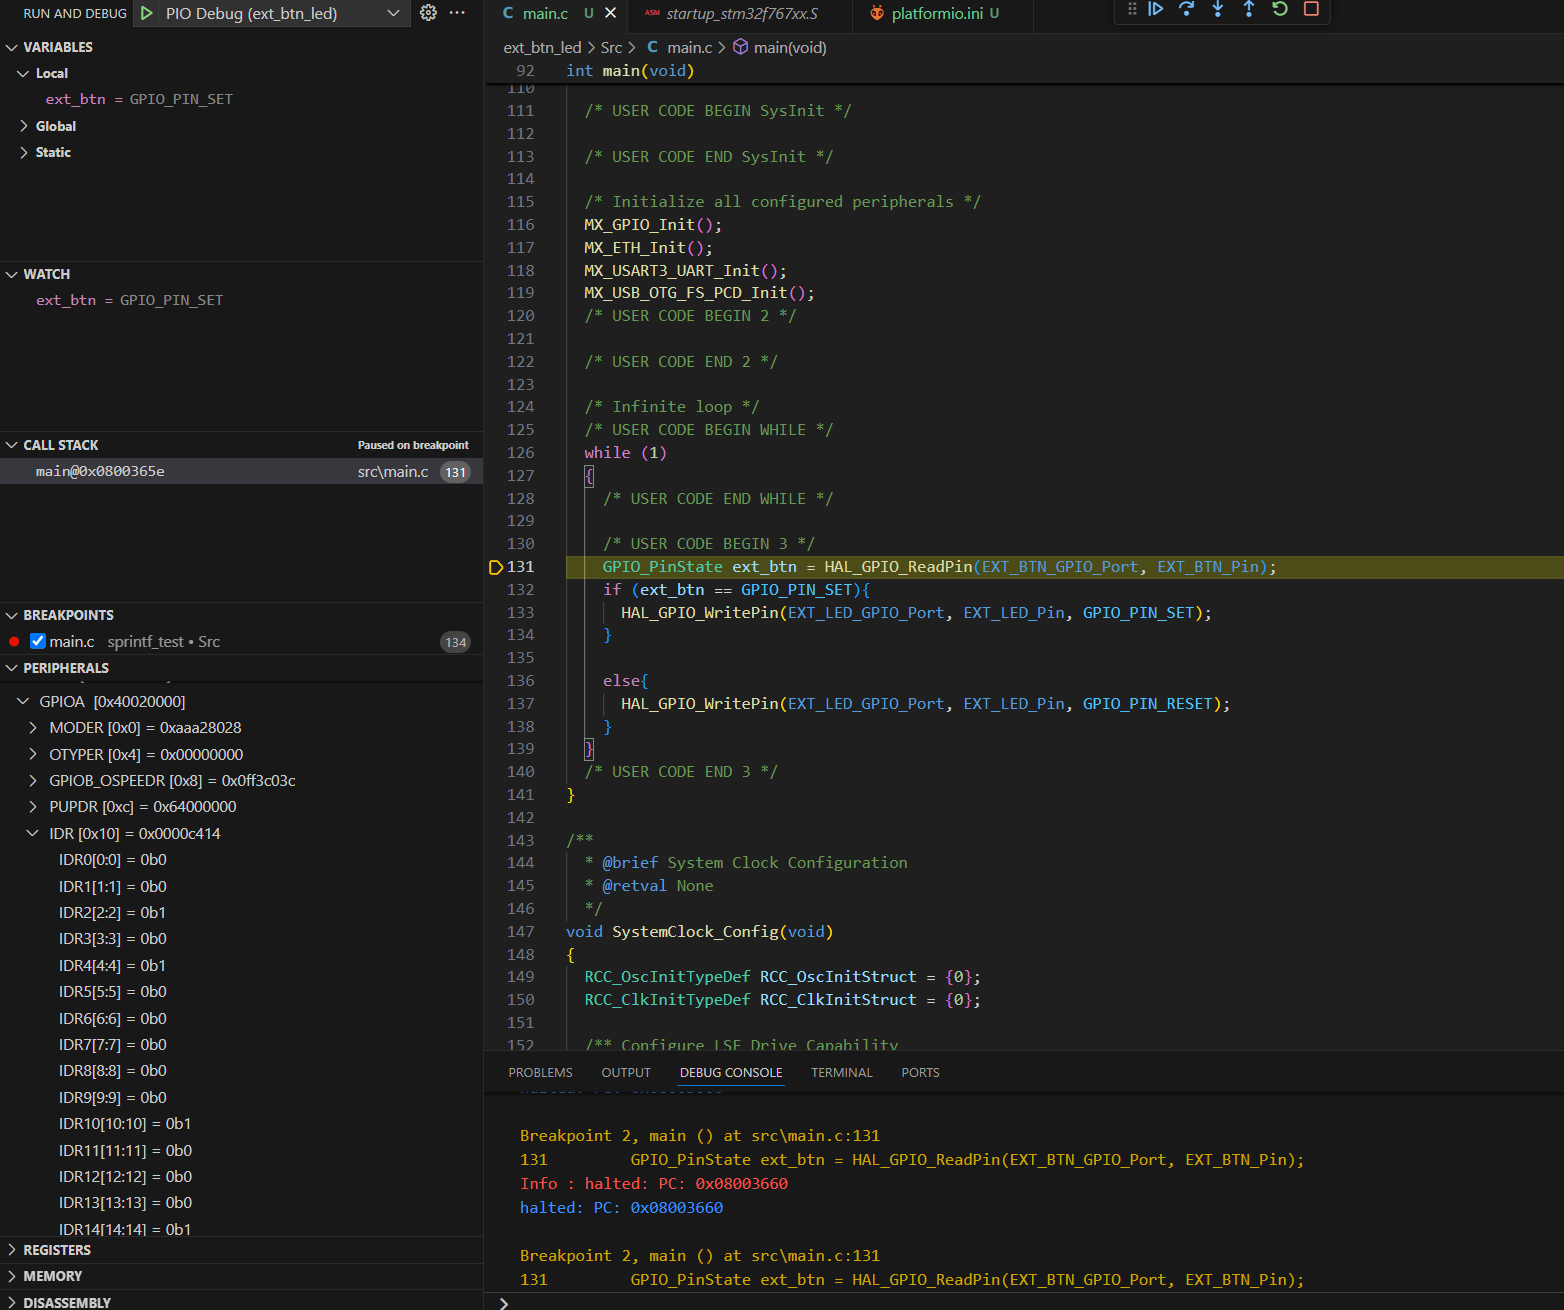 RUN AND DEBUG PIO Debug (ext_btn_led)
VARIABLES
Local
ext_btn = GPIO_PIN_SET
Global
Static
WATCH
ext_btn = GPIO_PIN_SET
CALL STACK Paused on breakpoint
main@0x0800365e src\main.c 131
BREAKPOINTS
main.c sprintf_test • Src 134
PERIPHERALS
GPIOA [0x40020000]
MODER [0x0] = 0xaaa28028
OTYPER [0x4] = 0x00000000
GPIOB_OSPEEDR [0x8] = 0x0ff3c03c
PUPDR [0xc] = 0x64000000
IDR [0x10] = 0x0000c414
IDR0[0:0] = 0b0
IDR1[1:1] = 0b0
IDR2[2:2] = 0b1
IDR3[3:3] = 0b0
IDR4[4:4] = 0b1
IDR5[5:5] = 0b0
IDR6[6:6] = 0b0
IDR7[7:7] = 0b0
IDR8[8:8] = 0b0
IDR9[9:9] = 0b0
IDR10[10:10] = 0b1
IDR11[11:11] = 0b0
IDR12[12:12] = 0b0
IDR13[13:13] = 0b0
IDR14[14:14] = 0b1
REGISTERS
MEMORY
DISASSEMBLY
C main.c U ASM startup_stm32f767xx.S platformio.ini U
ext_btn_led > Src > C main.c > main(void)
92 int main(void)
110
111 /* USER CODE BEGIN SysInit */
112
113 /* USER CODE END SysInit */
114
115 /* Initialize all configured peripherals */
116 MX_GPIO_Init();
117 MX_ETH_Init();
118 MX_USART3_UART_Init();
119 MX_USB_OTG_FS_PCD_Init();
120 /* USER CODE BEGIN 2 */
121
122 /* USER CODE END 2 */
123
124 /* Infinite loop */
125 /* USER CODE BEGIN WHILE */
126 while (1)
127 {
128 /* USER CODE END WHILE */
129
130 /* USER CODE BEGIN 3 */
131 GPIO_PinState ext_btn = HAL_GPIO_ReadPin(EXT_BTN_GPIO_Port, EXT_BTN_Pin);
132 if (ext_btn == GPIO_PIN_SET){
133 HAL_GPIO_WritePin(EXT_LED_GPIO_Port, EXT_LED_Pin, GPIO_PIN_SET);
134 }
135
136 else{
137 HAL_GPIO_WritePin(EXT_LED_GPIO_Port, EXT_LED_Pin, GPIO_PIN_RESET);
138 }
139 }
140 /* USER CODE END 3 */
141 }
142
143 /**
144 * @brief System Clock Configuration
145 * @retval None
146 */
147 void SystemClock_Config(void)
148 {
149 RCC_OscInitTypeDef RCC_OscInitStruct = {0};
150 RCC_ClkInitTypeDef RCC_ClkInitStruct = {0};
151
152 /** Configure LSE Drive Capability
PROBLEMS OUTPUT DEBUG CONSOLE TERMINAL PORTS
Breakpoint 2, main () at src\main.c:131
131 GPIO_PinState ext_btn = HAL_GPIO_ReadPin(EXT_BTN_GPIO_Port, EXT_BTN_Pin);
Info : halted: PC: 0x08003660
halted: PC: 0x08003660
Breakpoint 2, main () at src\main.c:131
131 GPIO_PinState ext_btn = HAL_GPIO_ReadPin(EXT_BTN_GPIO_Port, EXT_BTN_Pin);